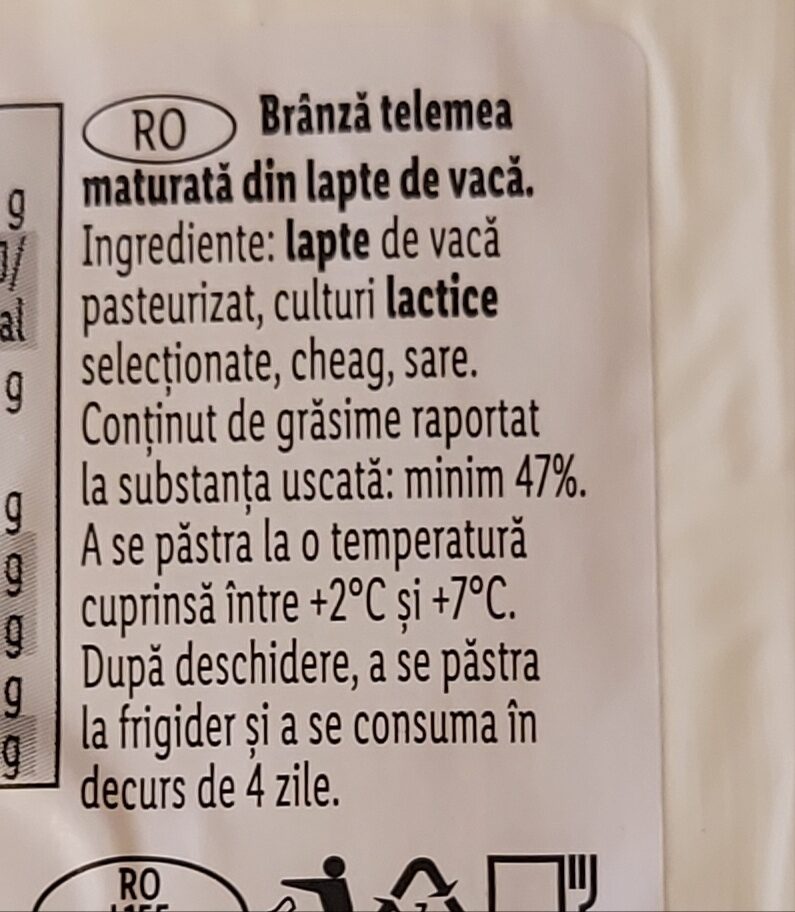 RO Brânză telemea
maturată din lapte de vacă.
Ingrediente: lapte de vacă
pasteurizat, culturi lactice
selecționate, cheag, sare.
Conținut de grăsime raportat
la substanța uscată: minim 47%.
A se păstra la o temperatură
cuprinsă între +2°C și +7°C.
După deschidere, a se păstra
la frigider și a se consuma în
decurs de 4 zile.
g
al
g
g
g
g
g
g
RO